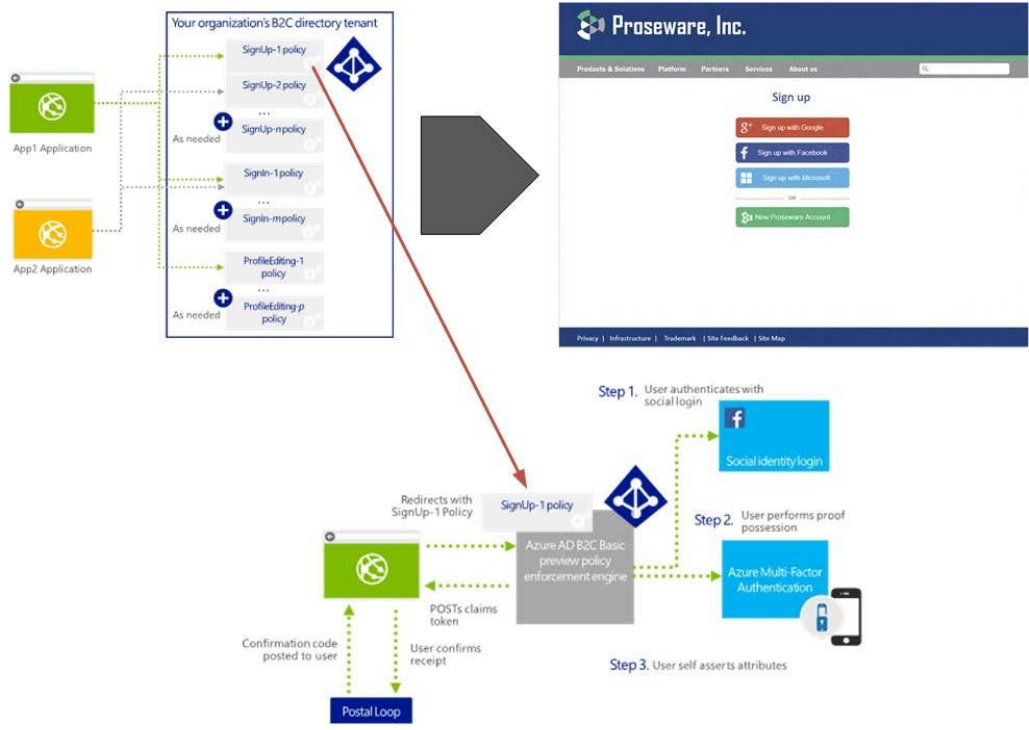 Your organization's B2C directory tenant
SignUp-1 policy
SignUp-2 policy
...
As needed
SignUp-n policy
SignIn-1 policy
...
As needed
SignIn-m policy
ProfileEditing-1
policy
...
As needed
ProfileEditing-p
policy
App1 Application
App2 Application
Proseware, Inc.
Products & Solutions Platform Partners Services About us
Sign up
g+ Sign up with Google
f Sign up with Facebook
Sign up with Microsoft
OR
New Proseware Account
Privacy | Infrastructure | Trademark | Site Feedback | Site Map
Step 1. User authenticates with
social login
f
Social identity login
Redirects with
SignUp-1 Policy
SignUp-1 policy
Azure AD B2C Basic
preview policy
enforcement engine
Step 2. User performs proof
possession
Azure Multi-Factor
Authentication
POSTs claims
token
Confirmation code
posted to user
User confirms
receipt
Step 3. User self asserts attributes
Postal Loop